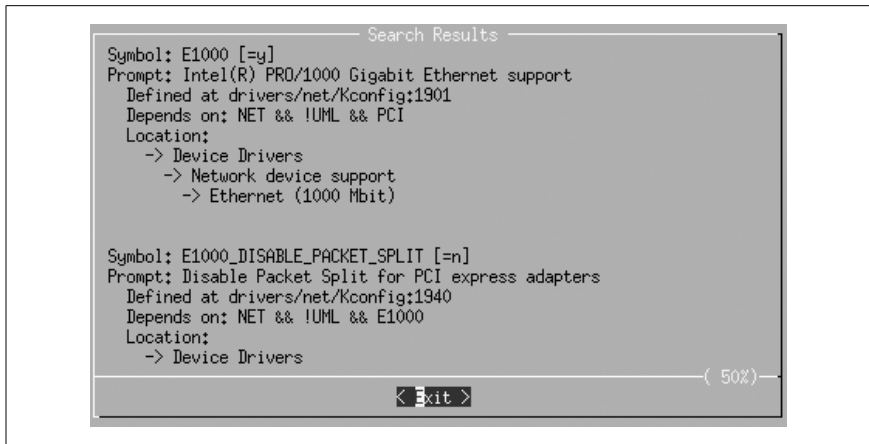 Search Results
Symbol: E1000 [=y]
Prompt: Intel(R) PRO/1000 Gigabit Ethernet support
Defined at drivers/net/Kconfig:1901
Depends on: NET && !UML && PCI
Location:
-> Device Drivers
-> Network device support
-> Ethernet (1000 Mbit)
Symbol: E1000_DISABLE_PACKET_SPLIT [=n]
Prompt: Disable Packet Split for PCI express adapters
Defined at drivers/net/Kconfig:1940
Depends on: NET && !UML && E1000
Location:
-> Device Drivers
( 50%)
< Exit >